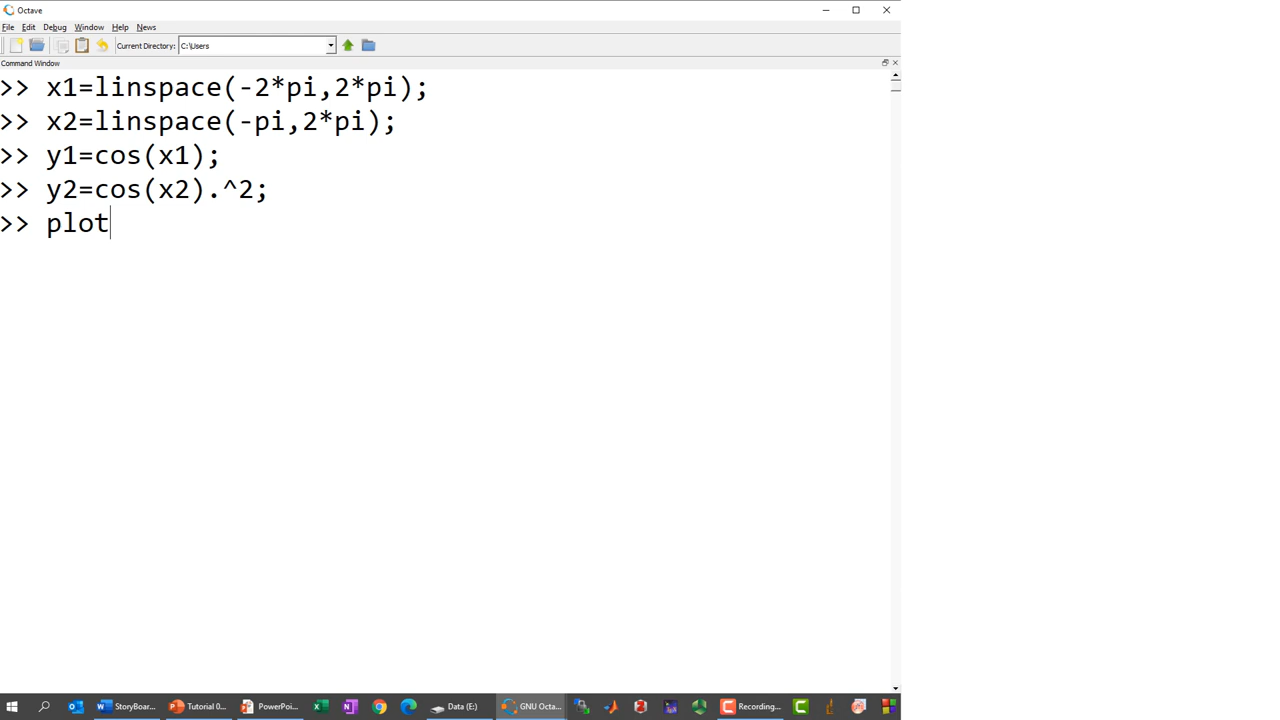 Octave
File Edit Debug Window Help News
Current Directory: C:\Users
Command Window
>> x1=linspace(-2*pi,2*pi);
>> x2=linspace(-pi,2*pi);
>> y1=cos(x1);
>> y2=cos(x2).^2;
>> plot
StoryBoar... Tutorial 0... PowerPoi... Data (E:) GNU Octa... Recording...